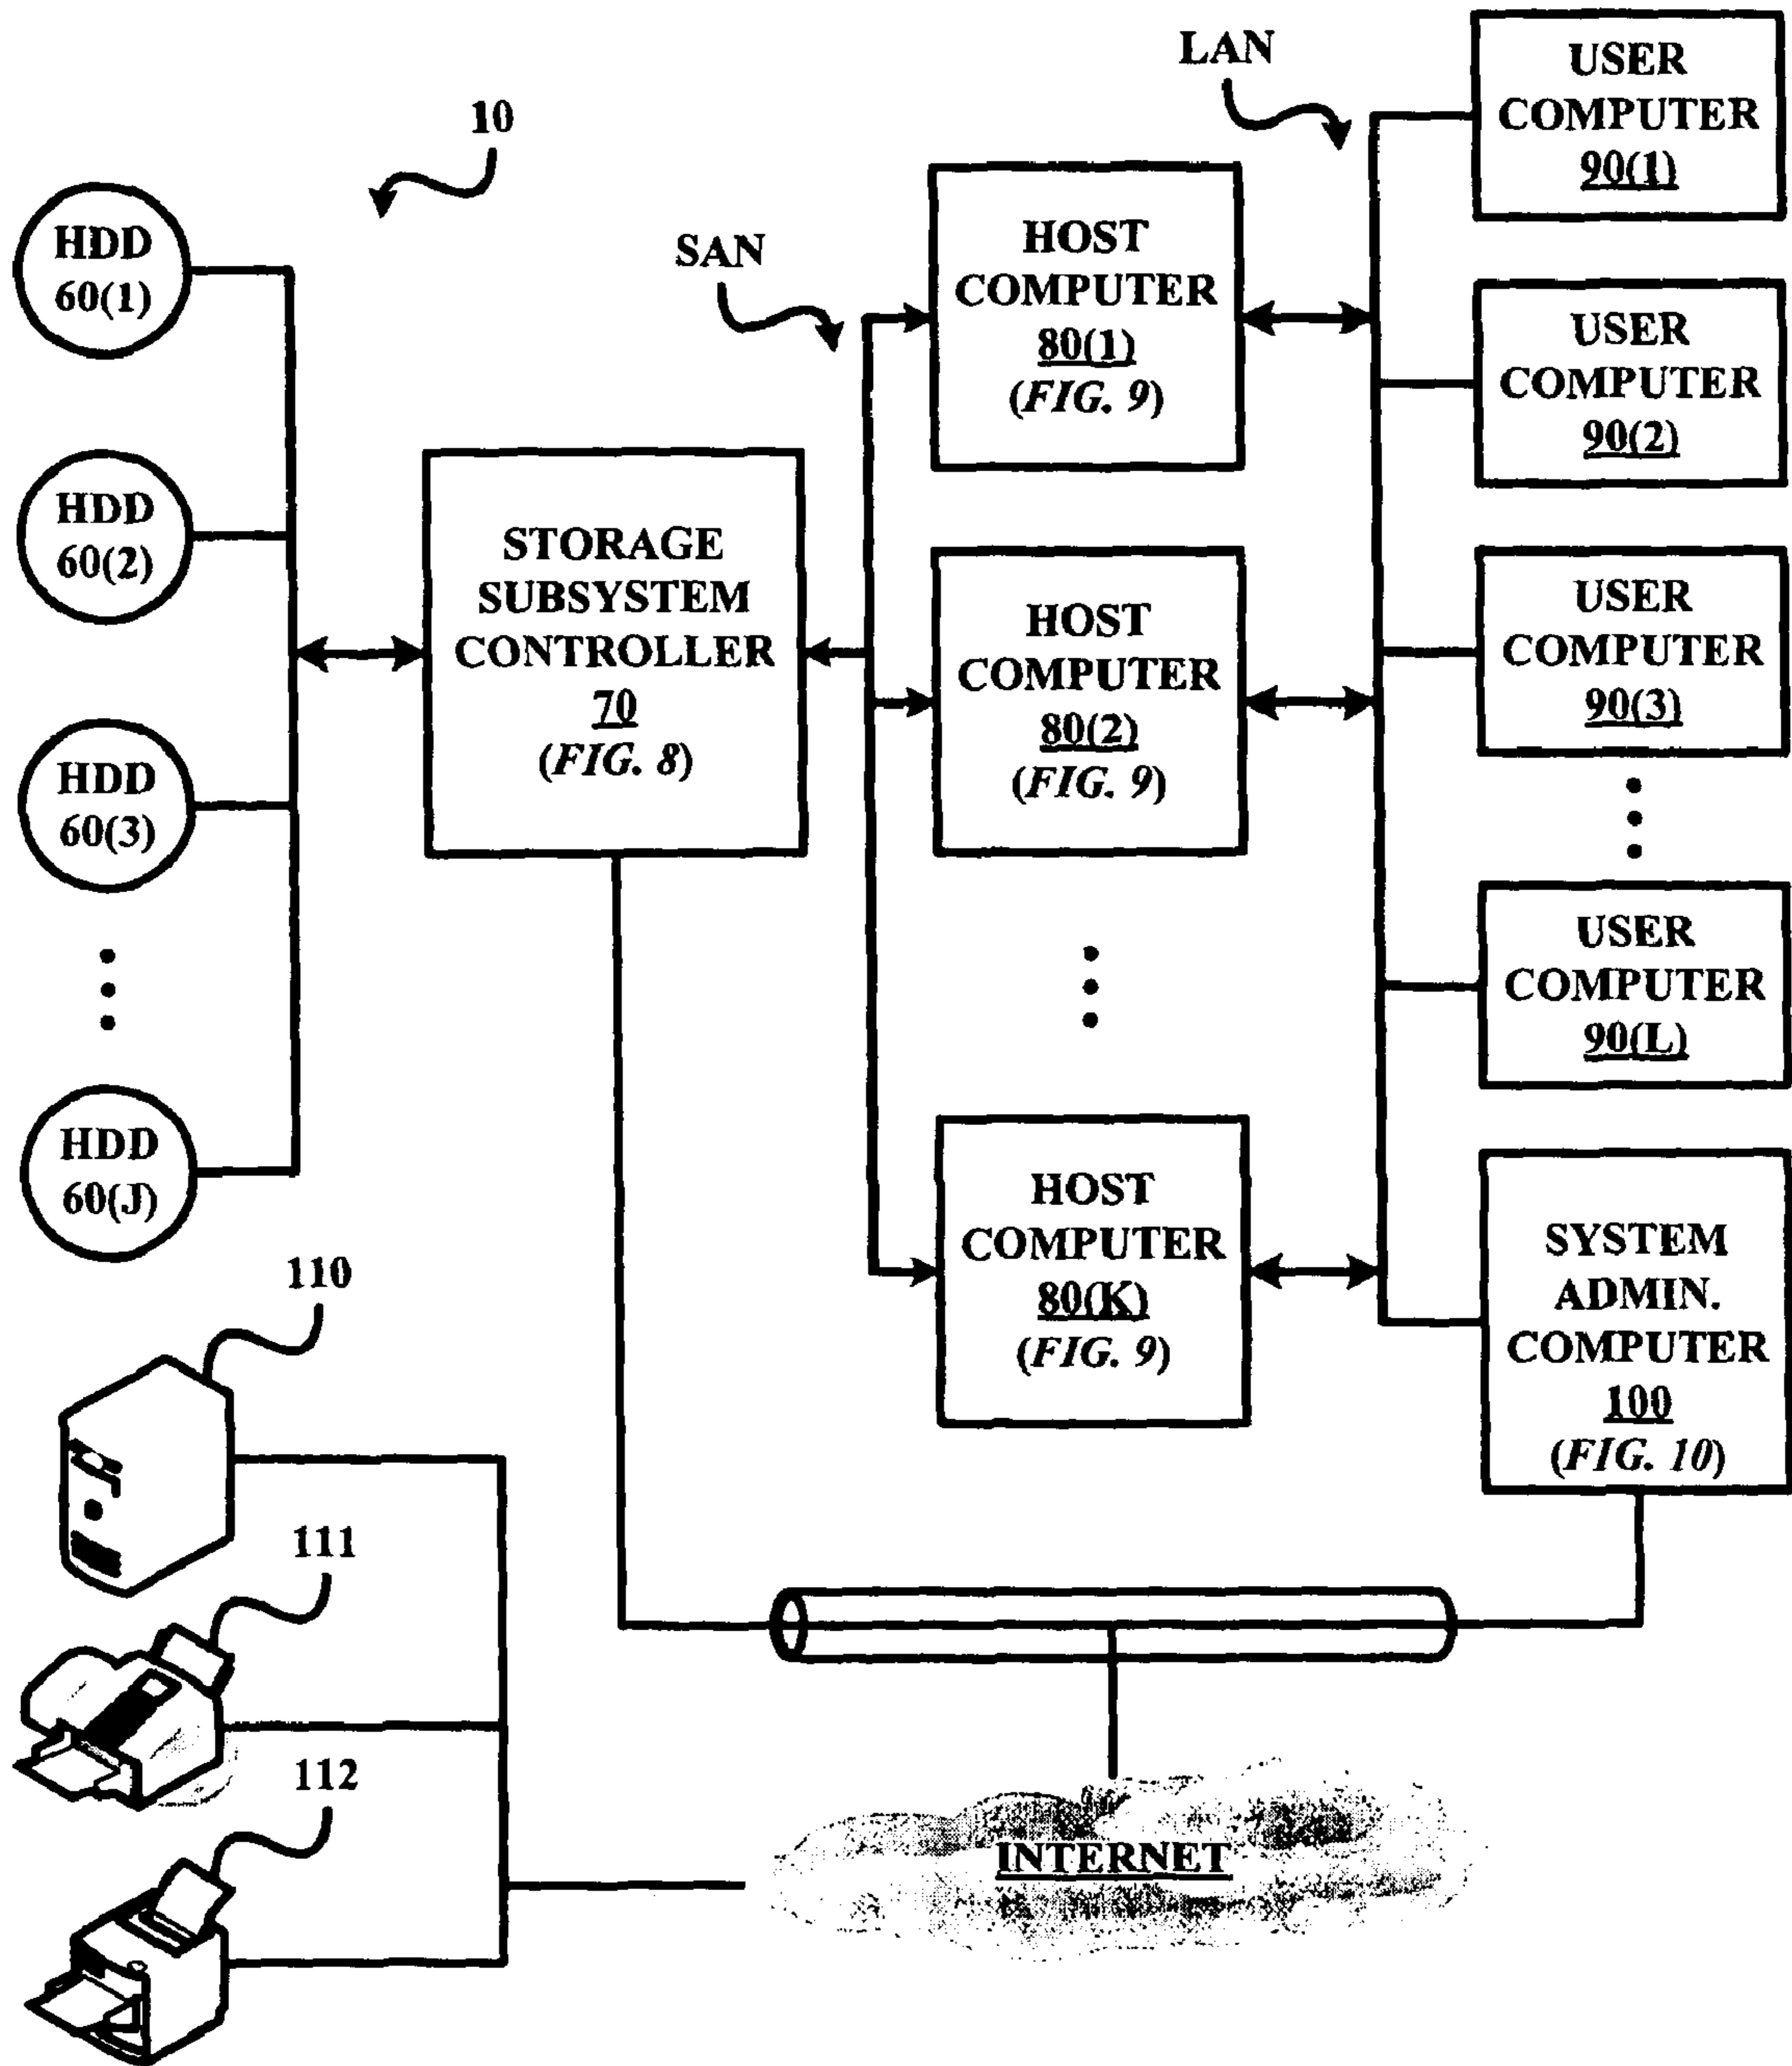 10
LAN
SAN
HDD
60(1)
HDD
60(2)
HDD
60(3)
HDD
60(J)
STORAGE
SUBSYSTEM
CONTROLLER
70
(FIG. 8)
HOST
COMPUTER
80(1)
(FIG. 9)
HOST
COMPUTER
80(2)
(FIG. 9)
HOST
COMPUTER
80(K)
(FIG. 9)
USER
COMPUTER
90(1)
USER
COMPUTER
90(2)
USER
COMPUTER
90(3)
USER
COMPUTER
90(L)
SYSTEM
ADMIN.
COMPUTER
100
(FIG. 10)
110
111
112
INTERNET